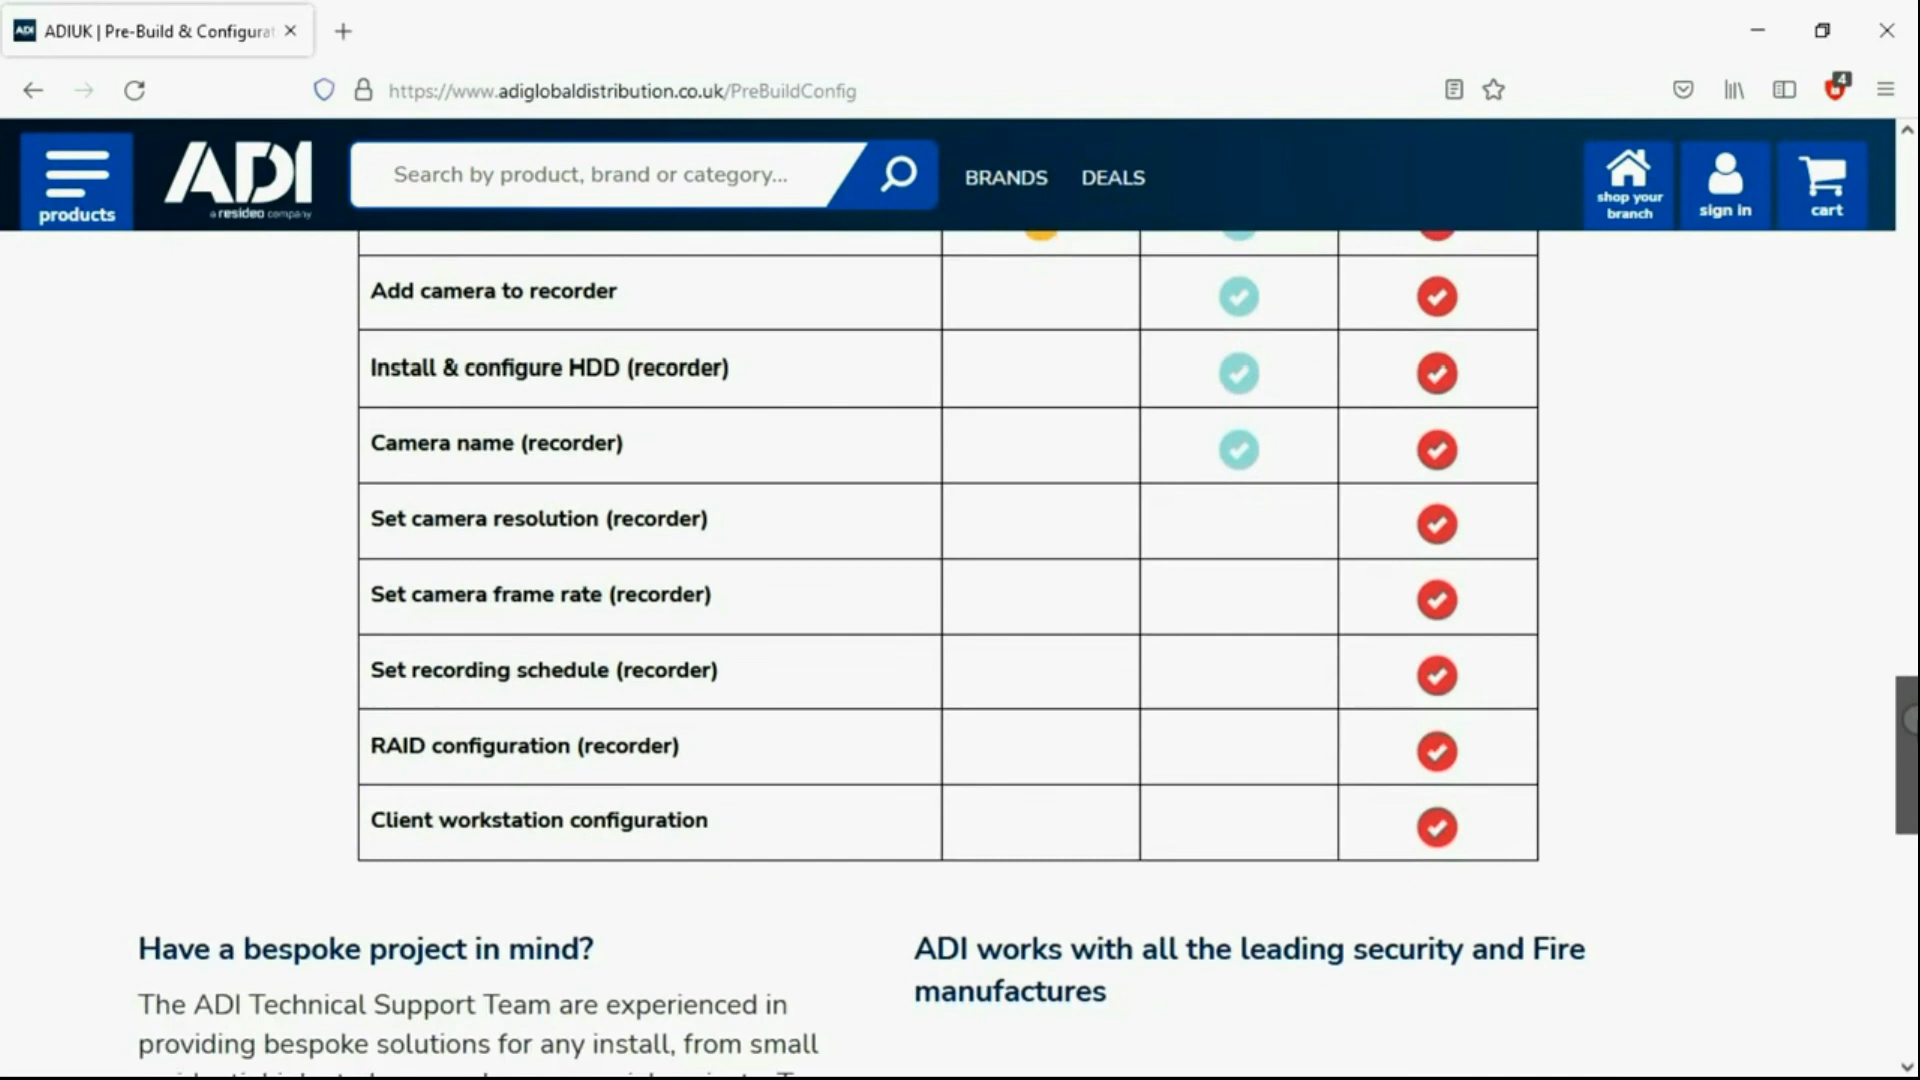 ADI ADIUK | Pre-Build & Configura
https://www.adiglobaldistribution.co.uk/PreBuildConfig
4
products
ADI
a resideo company
Search by product, brand or category...
BRANDS
DEALS
shop your
branch
sign in
cart
Add camera to recorder
Install & configure HDD (recorder)
Camera name (recorder)
Set camera resolution (recorder)
Set camera frame rate (recorder)
Set recording schedule (recorder)
RAID configuration (recorder)
Client workstation configuration
Have a bespoke project in mind?
The ADI Technical Support Team are experienced in
providing bespoke solutions for any install, from small
ADI works with all the leading security and Fire
manufactures